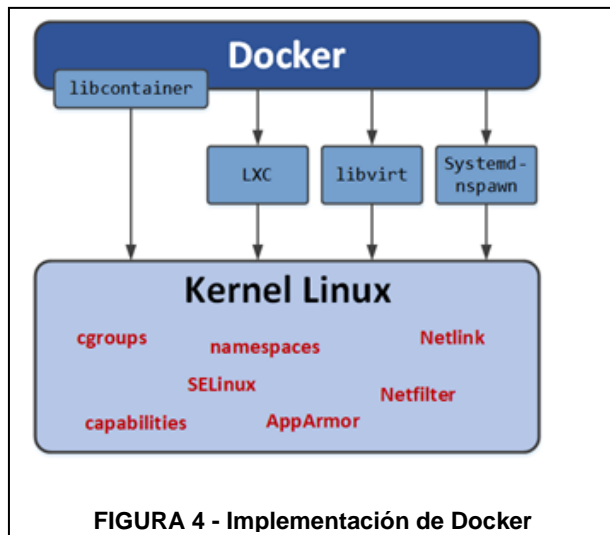 Docker
libcontainer
LXC
libvirt
Systemd-
nspawn
Kernel Linux
cgroups
namespaces
Netlink
SELinux
Netfilter
capabilities
AppArmor
FIGURA 4 - Implementación de Docker